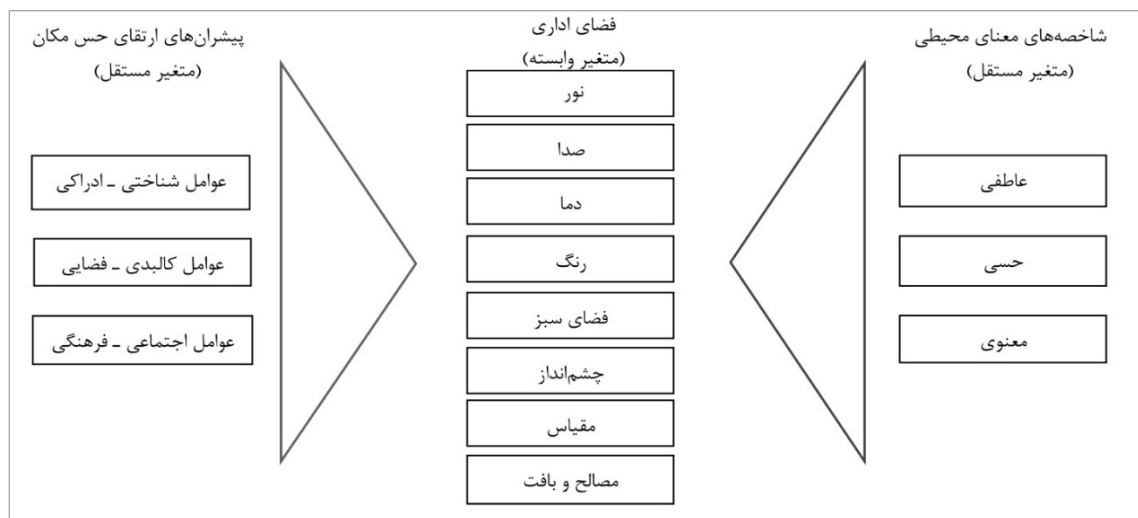 شاخصه‌های معنای محیطی
(متغیر مستقل)
عاطفی
حسی
معنوی
فضای اداری
(متغیر وابسته)
نور
صدا
دما
رنگ
فضای سبز
چشم‌انداز
مقیاس
مصالح و بافت
پیشران‌های ارتقای حس مکان
(متغیر مستقل)
عوامل شناختی ـ ادراکی
عوامل کالبدی ـ فضایی
عوامل اجتماعی ـ فرهنگی